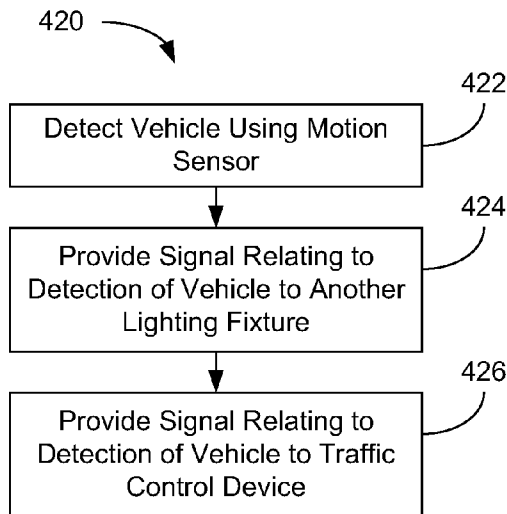 420
422
Detect Vehicle Using Motion
Sensor
424
Provide Signal Relating to
Detection of Vehicle to Another
Lighting Fixture
426
Provide Signal Relating to
Detection of Vehicle to Traffic
Control Device